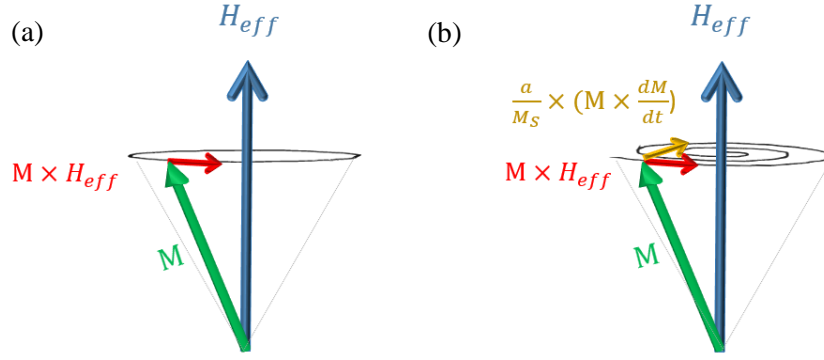 (a)
H_eff
M × H_eff
M
(b)
H_eff
a/M_S × (M × dM/dt)
M × H_eff
M